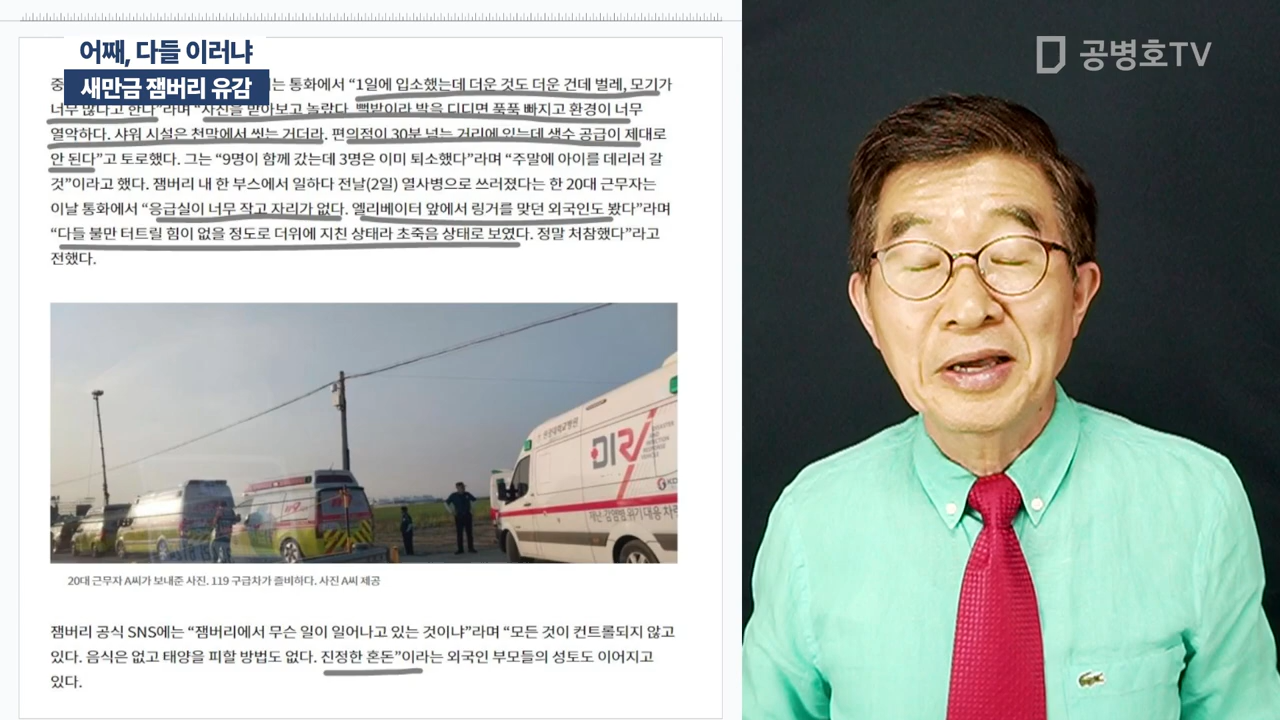 어째, 다들 이러냐
새만금 잼버리 유감
공병호TV
중 는 통화에서 “1일에 입소했는데 더운 것도 더운 건데 벌레, 모기가
너무 많다고 한다”라며 “사진을 받아보고 놀랐다. 뻘밭이라 발을 디디면 푹푹 빠지고 환경이 너무
열악하다. 샤워 시설은 천막에서 씻는 거더라. 편의점이 30분 넘는 거리에 있는데 생수 공급이 제대로
안 된다”고 토로했다. 그는 “9명이 함께 갔는데 3명은 이미 퇴소했다”라며 “주말에 아이를 데리러 갈
것”이라고 했다. 잼버리 내 한 부스에서 일하다 전날(2일) 열사병으로 쓰러졌다는 한 20대 근무자는
이날 통화에서 “응급실이 너무 작고 자리가 없다. 엘리베이터 앞에서 링거를 맞던 외국인도 봤다”라며
“다들 불만 터트릴 힘이 없을 정도로 더위에 지친 상태라 초죽음 상태로 보였다. 정말 처참했다”라고
전했다.
DIRV
DISASTER
AND
INFECTION
RESPONSE
VEHICLE
재난·감염병 위기 대응 차량
20대 근무자 A씨가 보내준 사진. 119 구급차가 즐비하다. 사진 A씨 제공
잼버리 공식 SNS에는 “잼버리에서 무슨 일이 일어나고 있는 것이냐”라며 “모든 것이 컨트롤되지 않고
있다. 음식은 없고 태양을 피할 방법도 없다. 진정한 혼돈”이라는 외국인 부모들의 성토도 이어지고
있다.